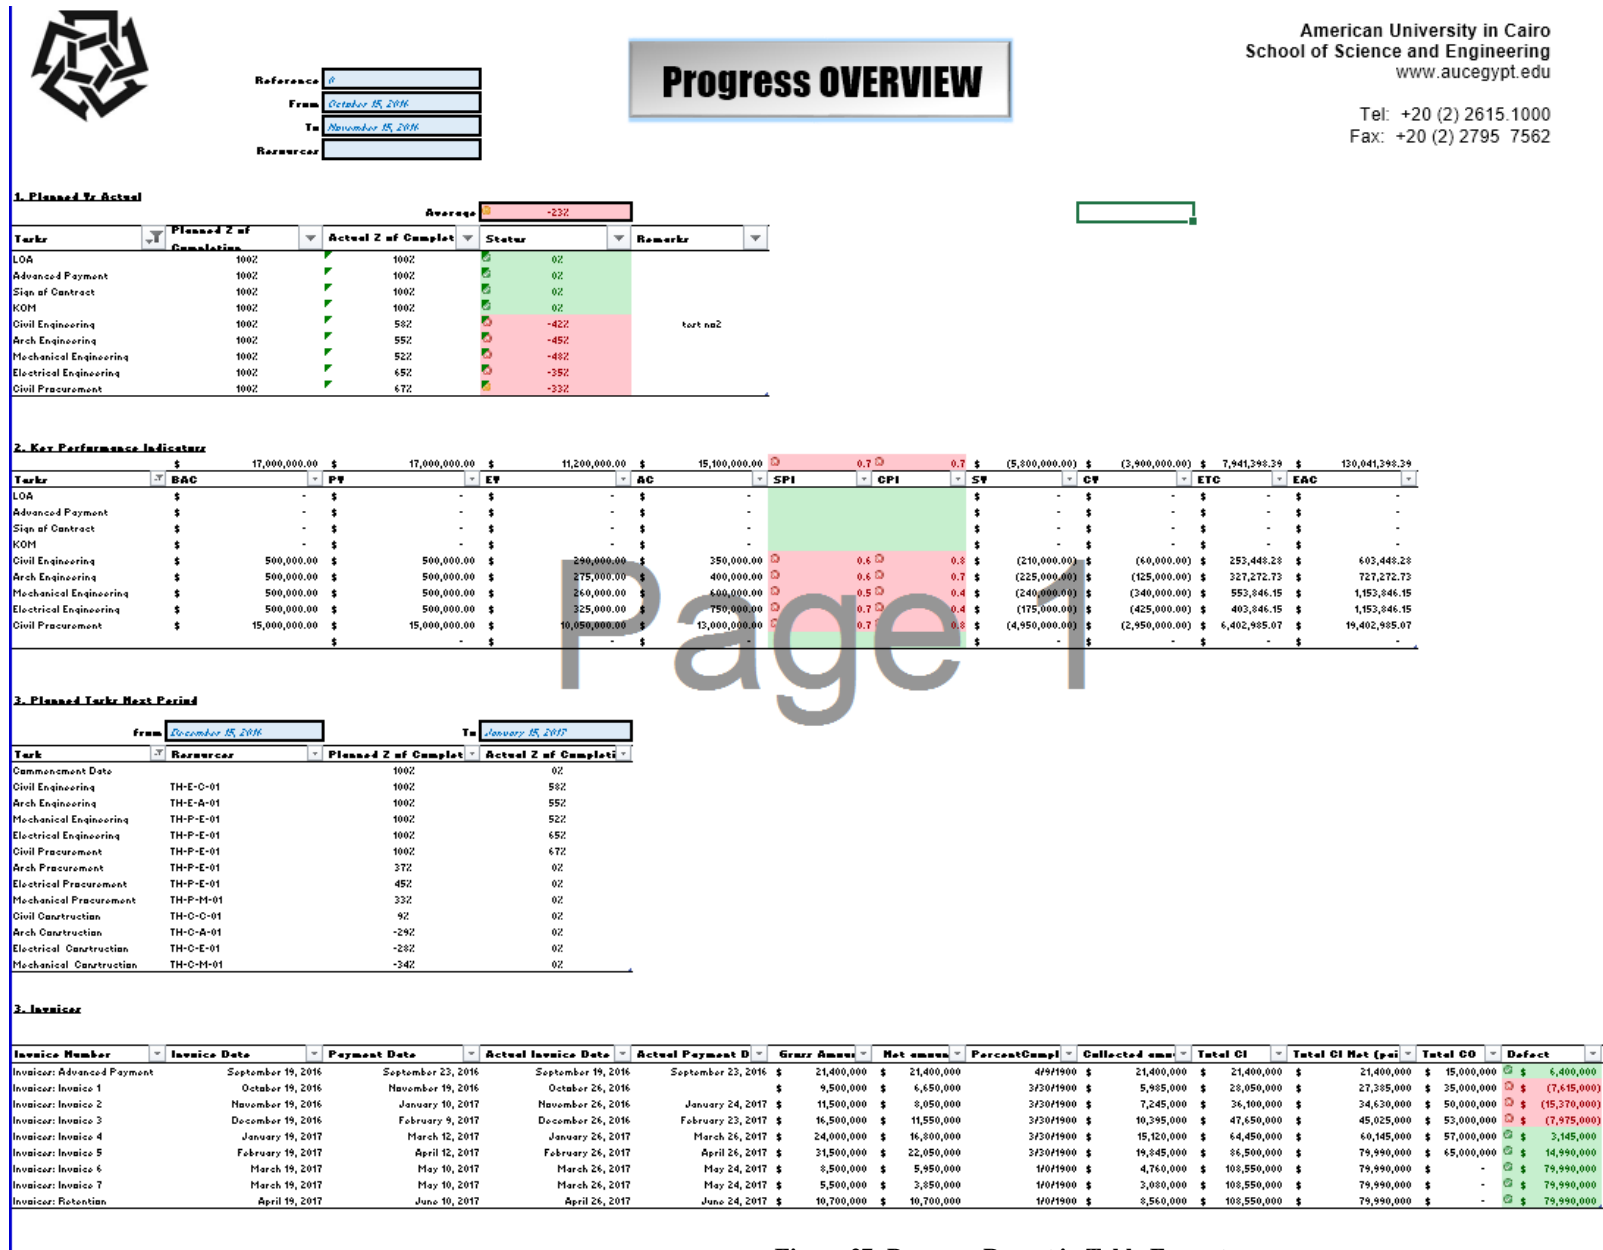 American University in Cairo
School of Science and Engineering
www.aucegypt.edu
Tel: +20 (2) 2615.1000
Fax: +20 (2) 2795 7562
Progress OVERVIEW
Reference 0
From October 15, 2016
To November 15, 2016
Resources
1. Planned Vs Actual
Average -23%
Tasks Planned % of Completion Actual % of Complet Status Remarks
LOA 100% 100% 0%
Advanced Payment 100% 100% 0%
Sign of Contract 100% 100% 0%
KOM 100% 100% 0%
Civil Engineering 100% 58% -42% test no2
Arch Engineering 100% 55% -45%
Mechanical Engineering 100% 52% -48%
Electrical Engineering 100% 65% -35%
Civil Procurement 100% 67% -33%
2. Key Performance Indicators
$ 17,000,000.00 $ 17,000,000.00 $ 11,200,000.00 $ 15,100,000.00 0.7 0.7 $ (5,800,000.00) $ (3,900,000.00) $ 7,941,398.39 $ 130,041,398.39
Tasks BAC PV EV AC SPI CPI SV CV ETC EAC
LOA $ - $ - $ - $ - $ - $ - $ - $ -
Advanced Payment $ - $ - $ - $ - $ - $ - $ - $ -
Sign of Contract $ - $ - $ - $ - $ - $ - $ - $ -
KOM $ - $ - $ - $ - $ - $ - $ - $ -
Civil Engineering $ 500,000.00 $ 500,000.00 $ 290,000.00 $ 350,000.00 0.6 0.8 $ (210,000.00) $ (60,000.00) $ 253,448.28 $ 603,448.28
Arch Engineering $ 500,000.00 $ 500,000.00 $ 275,000.00 $ 400,000.00 0.6 0.7 $ (225,000.00) $ (125,000.00) $ 327,272.73 $ 727,272.73
Mechanical Engineering $ 500,000.00 $ 500,000.00 $ 260,000.00 $ 600,000.00 0.5 0.4 $ (240,000.00) $ (340,000.00) $ 553,846.15 $ 1,153,846.15
Electrical Engineering $ 500,000.00 $ 500,000.00 $ 325,000.00 $ 750,000.00 0.7 0.4 $ (175,000.00) $ (425,000.00) $ 403,846.15 $ 1,153,846.15
Civil Procurement $ 15,000,000.00 $ 15,000,000.00 $ 10,050,000.00 $ 13,000,000.00 0.7 0.8 $ (4,950,000.00) $ (2,950,000.00) $ 6,402,985.07 $ 19,402,985.07
$ - $ - $ - $ - $ - $ - $ -
Page 1
3. Planned Tasks Next Period
from December 15, 2016 To January 15, 2017
Task Resources Planned % of Complet Actual % of Completi
Commencement Date 100% 0%
Civil Engineering TH-E-C-01 100% 58%
Arch Engineering TH-E-A-01 100% 55%
Mechanical Engineering TH-P-E-01 100% 52%
Electrical Engineering TH-P-E-01 100% 65%
Civil Procurement TH-P-E-01 100% 67%
Arch Procurement TH-P-E-01 37% 0%
Electrical Procurement TH-P-E-01 45% 0%
Mechanical Procurement TH-P-M-01 33% 0%
Civil Construction TH-C-C-01 9% 0%
Arch Construction TH-C-A-01 -29% 0%
Electrical Construction TH-C-E-01 -28% 0%
Mechanical Construction TH-C-M-01 -34% 0%
3. Invoices
Invoice Number Invoice Date Payment Date Actual Invoice Date Actual Payment D Gross Amoun Net amoun PercentCompl Collected amo Total CI Total CI Net (pai Total CO Defect
Invoices: Advanced Payment September 19, 2016 September 23, 2016 September 19, 2016 September 23, 2016 $ 21,400,000 $ 21,400,000 4/9/1900 $ 21,400,000 $ 21,400,000 $ 21,400,000 $ 15,000,000 $ 6,400,000
Invoices: Invoice 1 October 19, 2016 November 19, 2016 October 26, 2016 $ 9,500,000 $ 6,650,000 3/30/1900 $ 5,985,000 $ 28,050,000 $ 27,385,000 $ 35,000,000 $ (7,615,000)
Invoices: Invoice 2 November 19, 2016 January 10, 2017 November 26, 2016 January 24, 2017 $ 11,500,000 $ 8,050,000 3/30/1900 $ 7,245,000 $ 36,100,000 $ 34,630,000 $ 50,000,000 $ (15,370,000)
Invoices: Invoice 3 December 19, 2016 February 9, 2017 December 26, 2016 February 23, 2017 $ 16,500,000 $ 11,550,000 3/30/1900 $ 10,395,000 $ 47,650,000 $ 45,025,000 $ 53,000,000 $ (7,975,000)
Invoices: Invoice 4 January 19, 2017 March 12, 2017 January 26, 2017 March 26, 2017 $ 24,000,000 $ 16,800,000 3/30/1900 $ 15,120,000 $ 64,450,000 $ 60,145,000 $ 57,000,000 $ 3,145,000
Invoices: Invoice 5 February 19, 2017 April 12, 2017 February 26, 2017 April 26, 2017 $ 31,500,000 $ 22,050,000 3/30/1900 $ 19,845,000 $ 86,500,000 $ 79,990,000 $ 65,000,000 $ 14,990,000
Invoices: Invoice 6 March 19, 2017 May 10, 2017 March 26, 2017 May 24, 2017 $ 8,500,000 $ 5,950,000 1/0/1900 $ 4,760,000 $ 108,550,000 $ 79,990,000 $ - $ 79,990,000
Invoices: Invoice 7 March 19, 2017 May 10, 2017 March 26, 2017 May 24, 2017 $ 5,500,000 $ 3,850,000 1/0/1900 $ 3,080,000 $ 108,550,000 $ 79,990,000 $ - $ 79,990,000
Invoices: Retention April 19, 2017 June 10, 2017 April 26, 2017 June 24, 2017 $ 10,700,000 $ 10,700,000 1/0/1900 $ 8,560,000 $ 108,550,000 $ 79,990,000 $ - $ 79,990,000